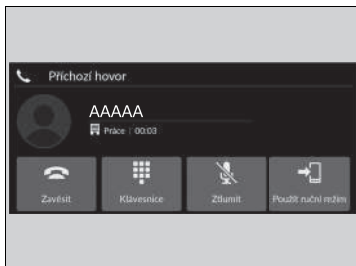 Příchozí hovor
AAAAA
Práce | 00:03
Zavěsit
Klávesnice
Ztlumit
Použít ruční režim